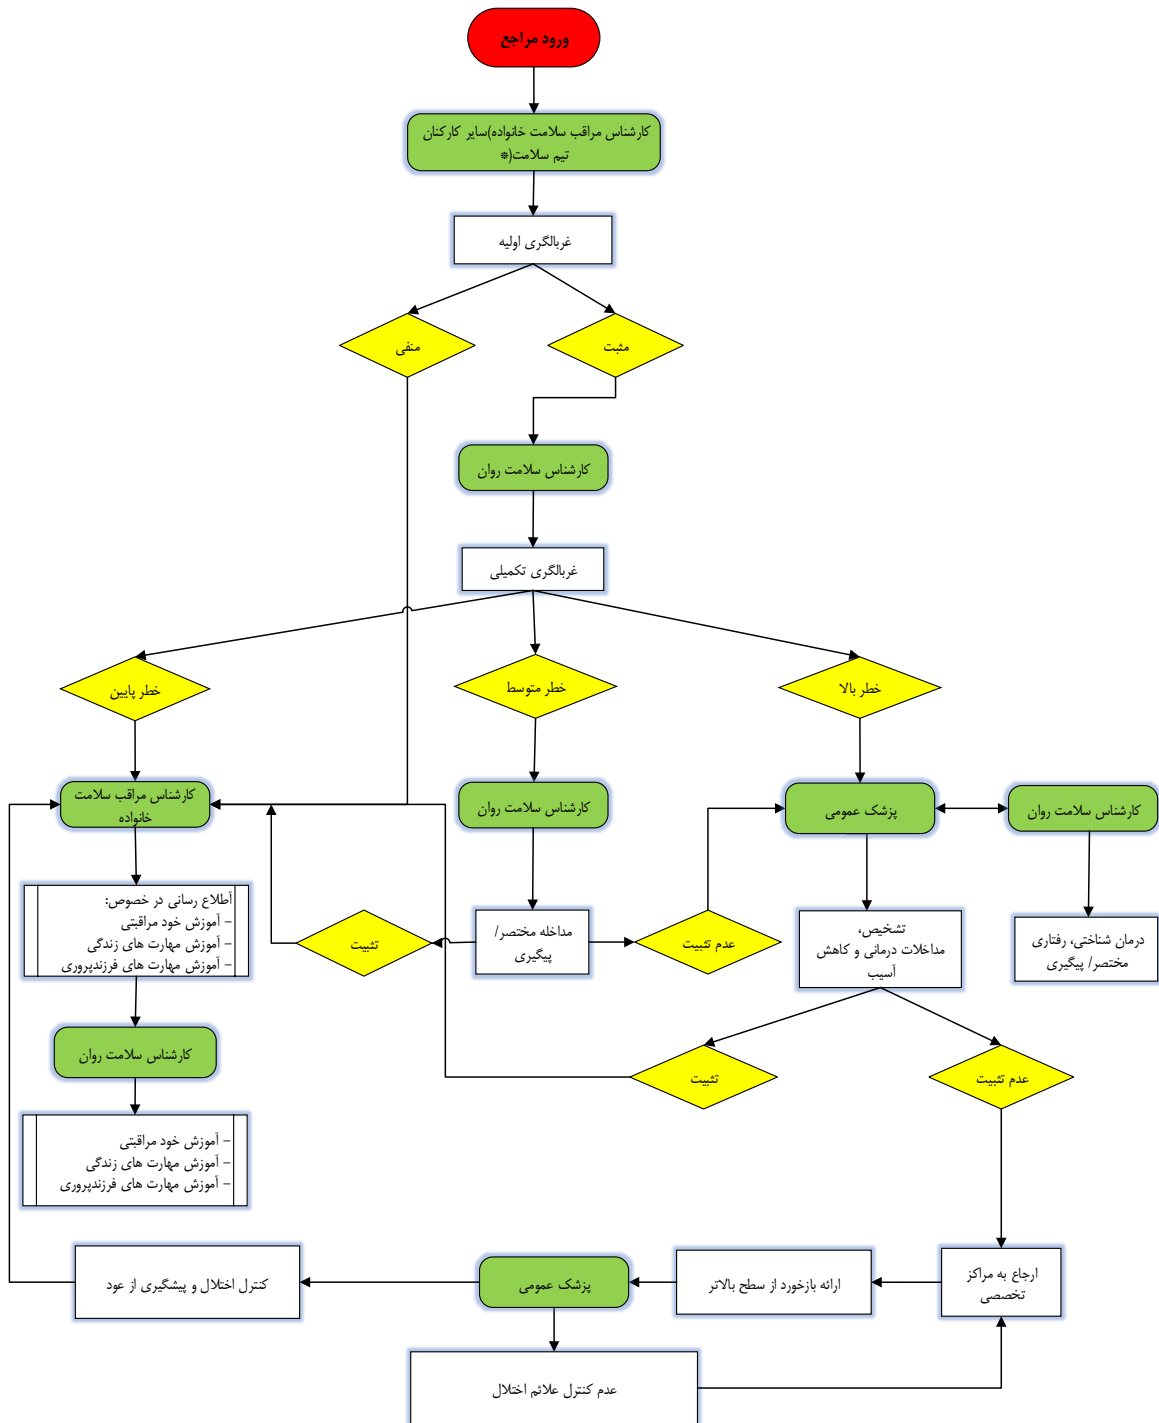 ورود مراجع
کارشناس مراقب سلامت خانواده)سایر کارکنان
تیم سلامت(*
غربالگری اولیه
مثبت
منفی
کارشناس سلامت روان
غربالگری تکمیلی
خطر بالا
خطر متوسط
خطر پایین
کارشناس سلامت روان
پزشک عمومی
کارشناس سلامت روان
کارشناس مراقب سلامت
خانواده
درمان شناختی، رفتاری
مختصر/ پیگیری
تشخیص،
مداخلات درمانی و کاهش
آسیب
عدم تثبیت
مداخله مختصر/
پیگیری
تثبیت
آطلاع رسانی در خصوص:
- آموزش خود مراقبتی
- آموزش مهارت های زندگی
- آموزش مهارت های فرزندپروری
کارشناس سلامت روان
عدم تثبیت
تثبیت
- آموزش خود مراقبتی
- آموزش مهارت های زندگی
- آموزش مهارت های فرزندپروری
ارجاع به مراکز
تخصصی
ارائه بازخورد از سطح بالاتر
پزشک عمومی
کنترل اختلال و پیشگیری از عود
عدم کنترل علائم اختلال